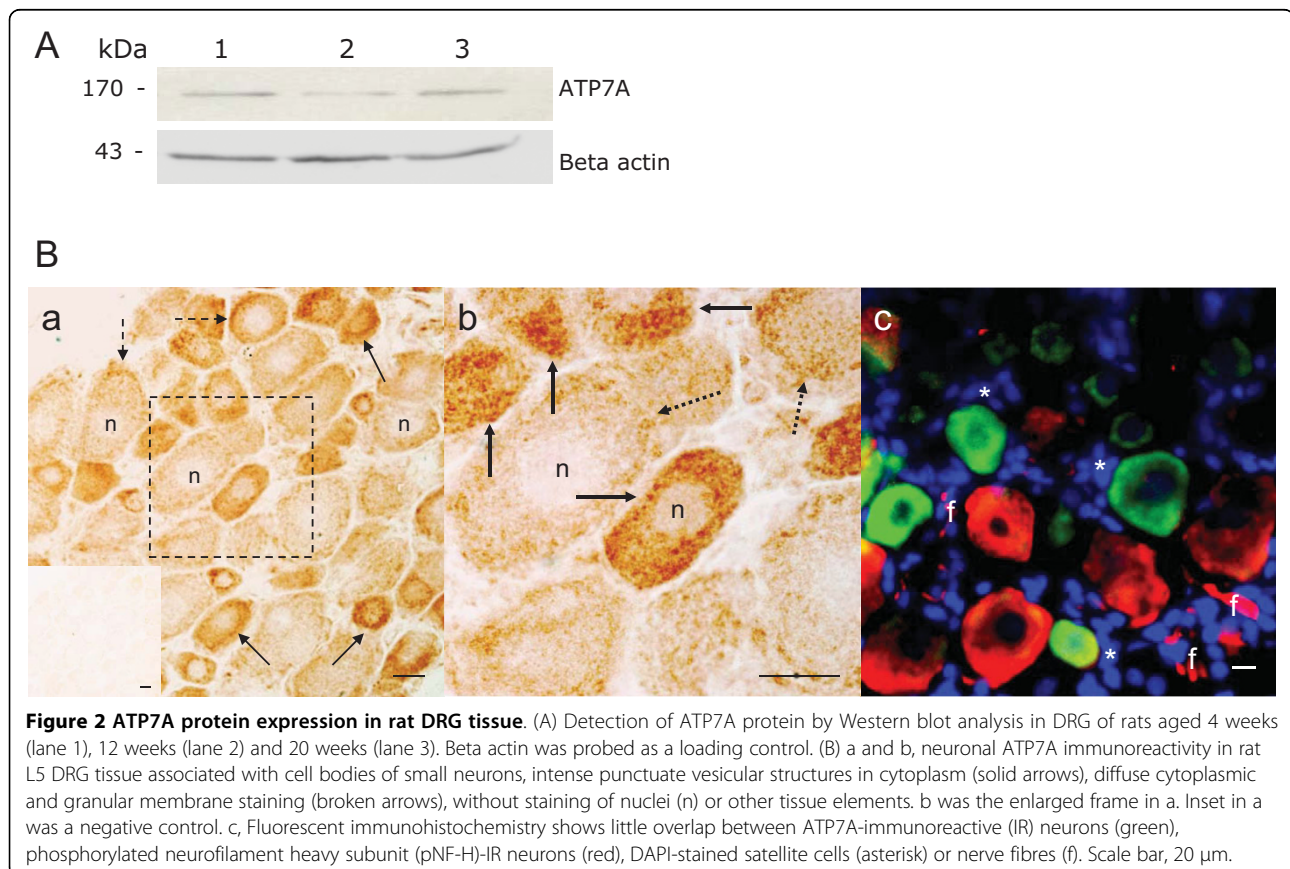 A
kDa 1 2 3
170 - ATP7A
43 - Beta actin
B
a b c
n n n
n n
* * *
f f f
Figure 2 ATP7A protein expression in rat DRG tissue. (A) Detection of ATP7A protein by Western blot analysis in DRG of rats aged 4 weeks
(lane 1), 12 weeks (lane 2) and 20 weeks (lane 3). Beta actin was probed as a loading control. (B) a and b, neuronal ATP7A immunoreactivity in rat
L5 DRG tissue associated with cell bodies of small neurons, intense punctuate vesicular structures in cytoplasm (solid arrows), diffuse cytoplasmic
and granular membrane staining (broken arrows), without staining of nuclei (n) or other tissue elements. b was the enlarged frame in a. Inset in a
was a negative control. c, Fluorescent immunohistochemistry shows little overlap between ATP7A-immunoreactive (IR) neurons (green),
phosphorylated neurofilament heavy subunit (pNF-H)-IR neurons (red), DAPI-stained satellite cells (asterisk) or nerve fibres (f). Scale bar, 20 μm.